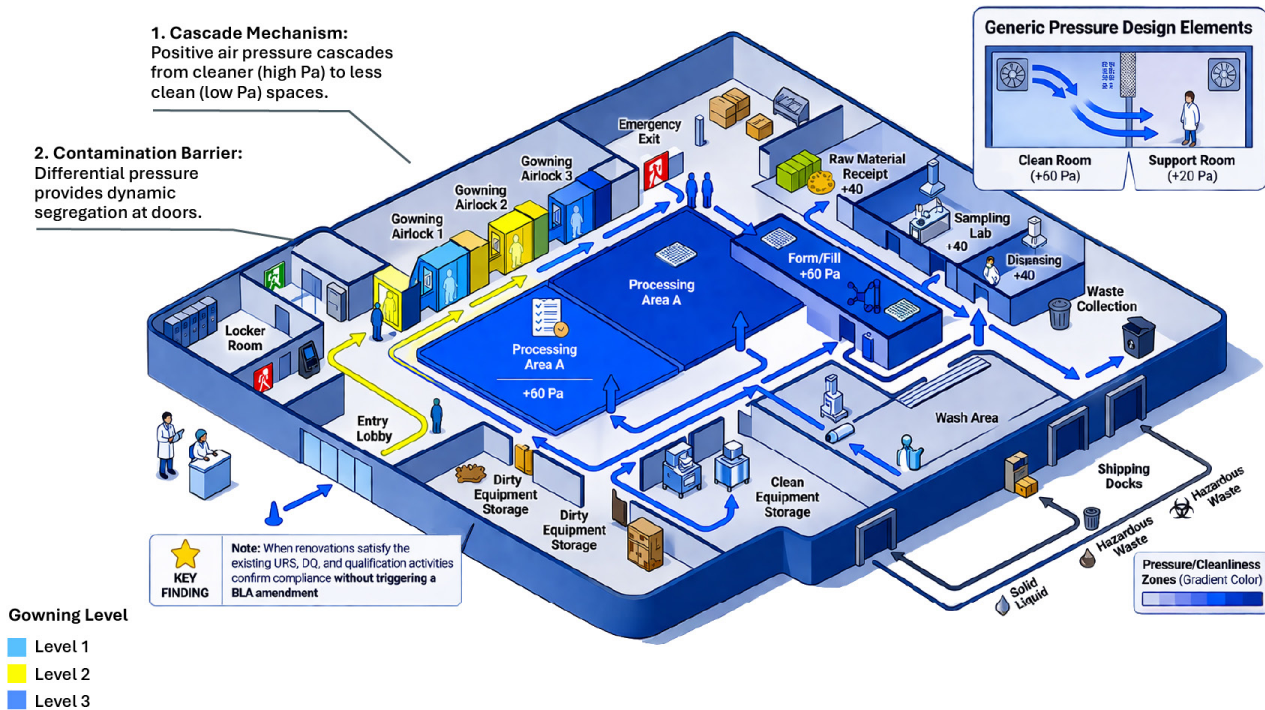 1. Cascade Mechanism:
Positive air pressure cascades
from cleaner (high Pa) to less
clean (low Pa) spaces.
2. Contamination Barrier:
Differential pressure
provides dynamic
segregation at doors.
Generic Pressure Design Elements
Clean Room
(+60 Pa)
Support Room
(+20 Pa)
Emergency
Exit
Gowning
Airlock 3
Gowning
Airlock 2
Gowning
Airlock 1
Raw Material
Receipt
+40
Sampling
Lab
+40
Dispensing
+40
Form/Fill
+60 Pa
Waste
Collection
Processing
Area A
Processing
Area A
+60 Pa
Locker
Room
Entry
Lobby
Wash Area
Dirty
Equipment
Storage
Dirty
Equipment
Storage
Clean
Equipment
Storage
Shipping
Docks
Hazardous
Waste
Hazardous
Waste
Solid
Liquid
KEY
FINDING
Note: When renovations satisfy the
existing URS, DQ, and qualification activities
confirm compliance without triggering a
BLA amendment
Pressure/Cleanliness
Zones (Gradient Color)
Gowning Level
Level 1
Level 2
Level 3